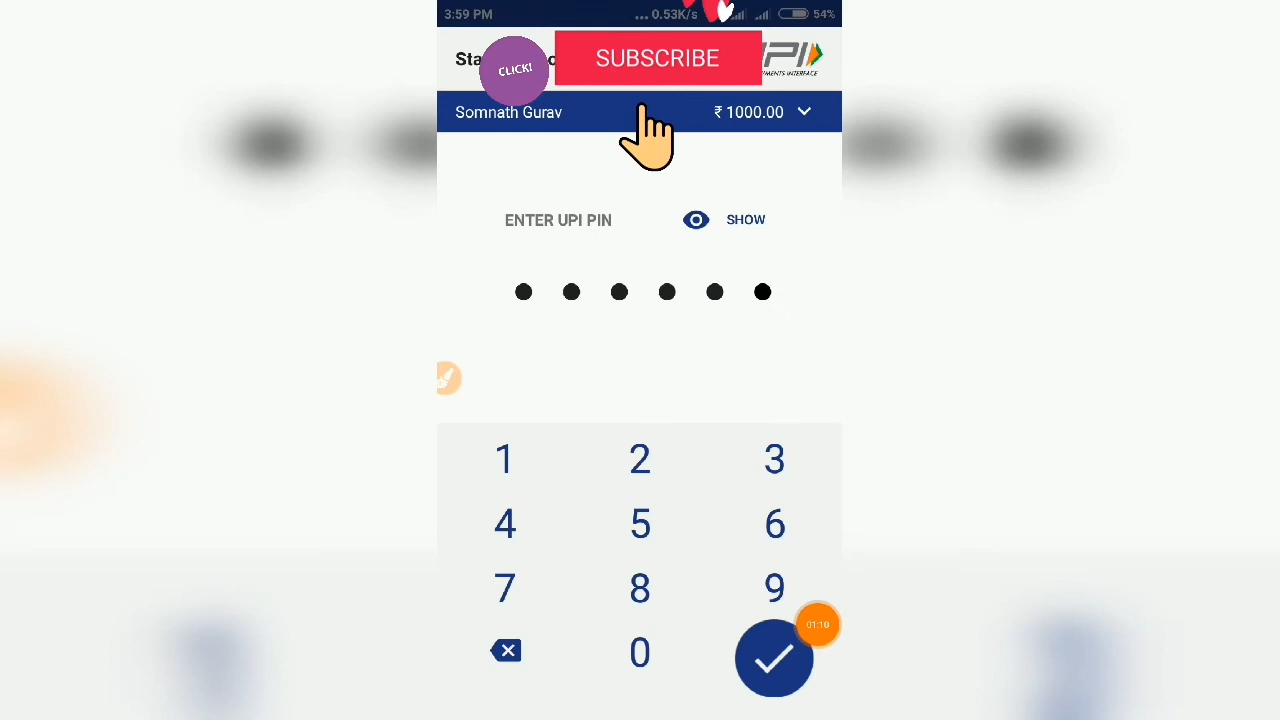 3:59 PM ... 0.53K/s 54%
CLICK!
SUBSCRIBE
Somnath Gurav ₹ 1000.00
ENTER UPI PIN SHOW
1 2 3
4 5 6
7 8 9
01:10
0